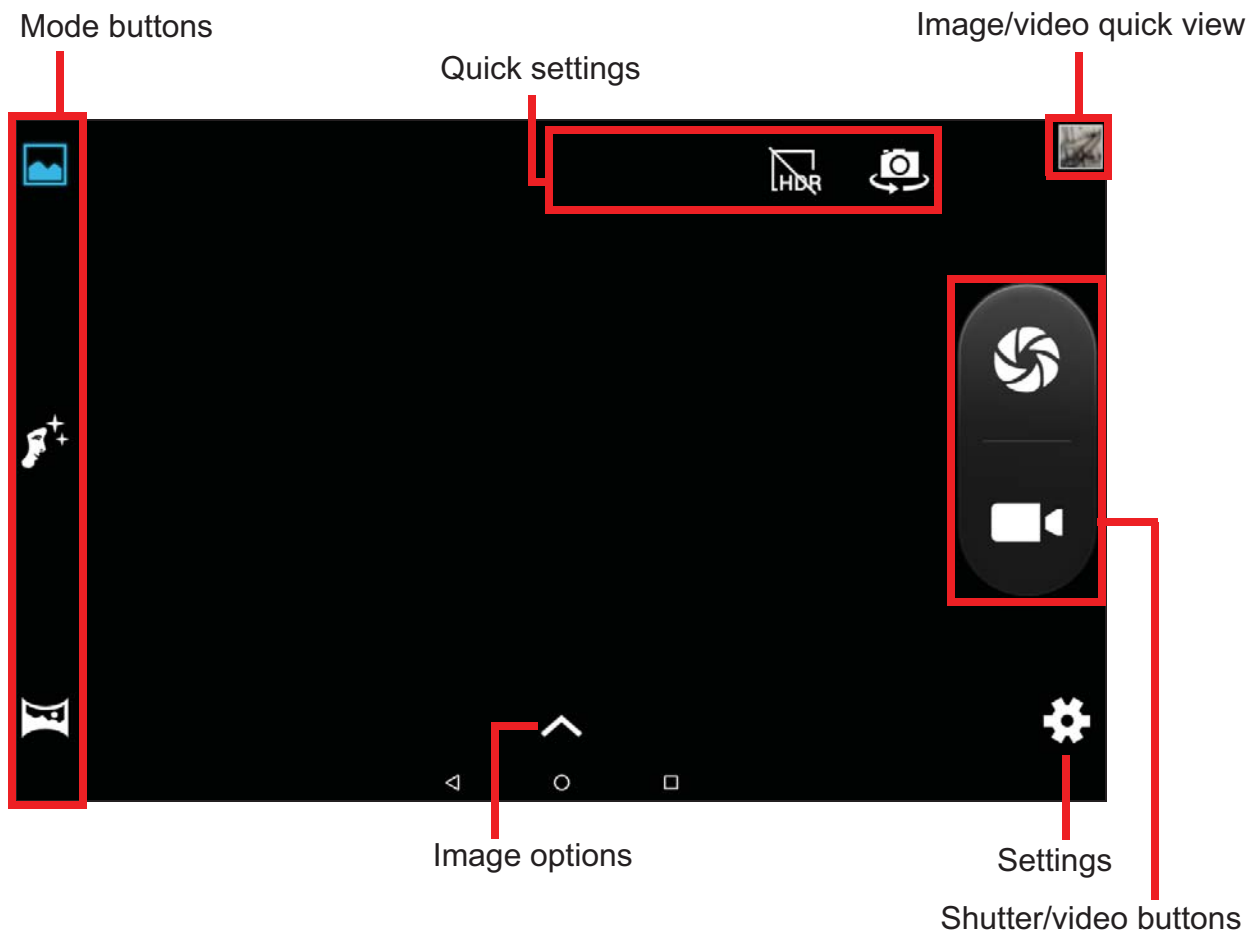 Mode buttons
Image/video quick view
Quick settings
HDR
Image options
Settings
Shutter/video buttons